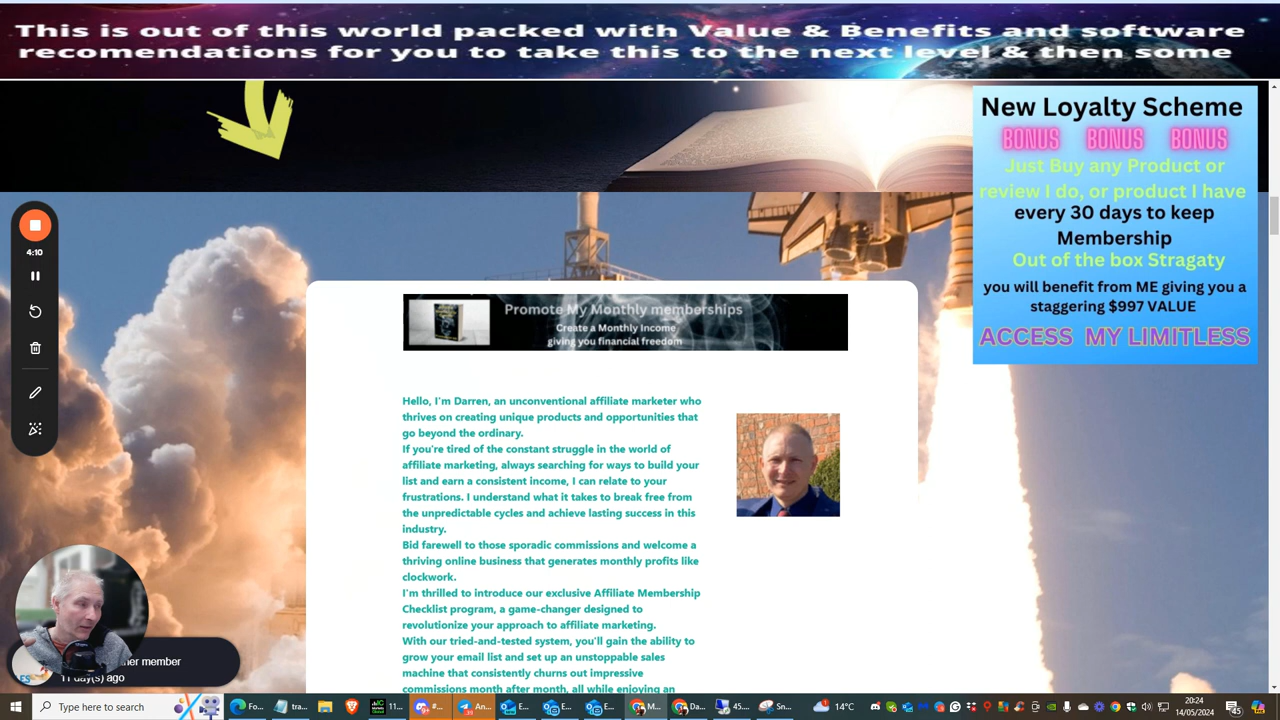 This is out of this world packed with Value & Benefits and software
recomendations for you to take this to the next level & then some
New Loyalty Scheme
BONUS BONUS BONUS
Just Buy any Product or
review I do, or product I have
every 30 days to keep
Membership
Out of the box Stragaty
you will benefit from ME giving you a
staggering $997 VALUE
ACCESS MY LIMITLESS
4:10
Promote My Monthly memberships
Create a Monthly Income
giving you financial freedom
Hello, I'm Darren, an unconventional affiliate marketer who
thrives on creating unique products and opportunities that
go beyond the ordinary.
If you're tired of the constant struggle in the world of
affiliate marketing, always searching for ways to build your
list and earn a consistent income, I can relate to your
frustrations. I understand what it takes to break free from
the unpredictable cycles and achieve lasting success in this
industry.
Bid farewell to those sporadic commissions and welcome a
thriving online business that generates monthly profits like
clockwork.
I'm thrilled to introduce our exclusive Affiliate Membership
Checklist program, a game-changer designed to
revolutionize your approach to affiliate marketing.
With our tried-and-tested system, you'll gain the ability to
grow your email list and set up an unstoppable sales
machine that consistently churns out impressive
commissions month after month, all while enjoying an
member
11 day(s) ago
Type here to search
Fo...
tra...
11...
#...
An...
E...
E...
E...
M...
Da...
45...
Sn...
14°C
20:24
14/05/2024
5